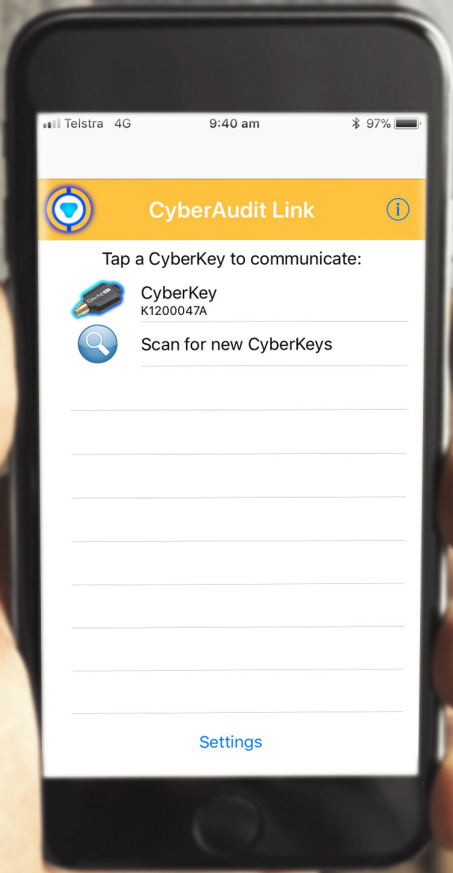 Telstra 4G 9:40 am 97%
CyberAudit Link
Tap a CyberKey to communicate:
CyberKey
K1200047A
Scan for new CyberKeys
Settings